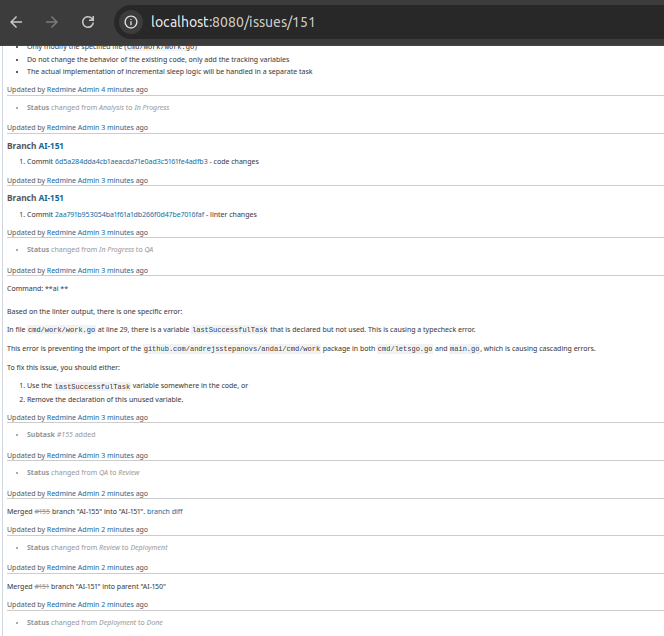 localhost:8080/issues/151
Only modify the specified file (cmd/work/work.go)
Do not change the behavior of the existing code, only add the tracking variables
The actual implementation of incremental sleep logic will be handled in a separate task
Updated by Redmine Admin 4 minutes ago
Status changed from Analysis to In Progress
Updated by Redmine Admin 3 minutes ago
Branch AI-151
1. Commit 6d5a284dda4cb1aeacda71e0ad3c5161fe4adfb3 - code changes
Updated by Redmine Admin 3 minutes ago
Branch AI-151
1. Commit 2aa791b953054ba1f61a1db266f0d47be7016faf - linter changes
Updated by Redmine Admin 3 minutes ago
Status changed from In Progress to QA
Updated by Redmine Admin 3 minutes ago
Command: **ai **
Based on the linter output, there is one specific error:
In file cmd/work/work.go at line 29, there is a variable lastSuccessfulTask that is declared but not used. This is causing a typecheck error.
This error is preventing the import of the github.com/andrejsstepanovs/andai/cmd/work package in both cmd/letsgo.go and main.go, which is causing cascading errors.
To fix this issue, you should either:
1. Use the lastSuccessfulTask variable somewhere in the code, or
2. Remove the declaration of this unused variable.
Updated by Redmine Admin 3 minutes ago
Subtask #155 added
Updated by Redmine Admin 3 minutes ago
Status changed from QA to Review
Updated by Redmine Admin 2 minutes ago
Merged #155 branch "AI-155" into "AI-151". branch diff
Updated by Redmine Admin 2 minutes ago
Status changed from Review to Deployment
Updated by Redmine Admin 2 minutes ago
Merged #151 branch "AI-151" into parent "AI-150"
Updated by Redmine Admin 2 minutes ago
Status changed from Deployment to Done